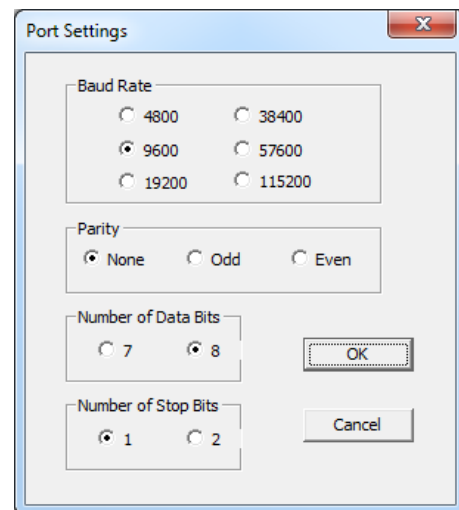 Port Settings
Baud Rate
4800 38400
9600 57600
19200 115200
Parity
None Odd Even
Number of Data Bits
7 8
OK
Number of Stop Bits
1 2
Cancel